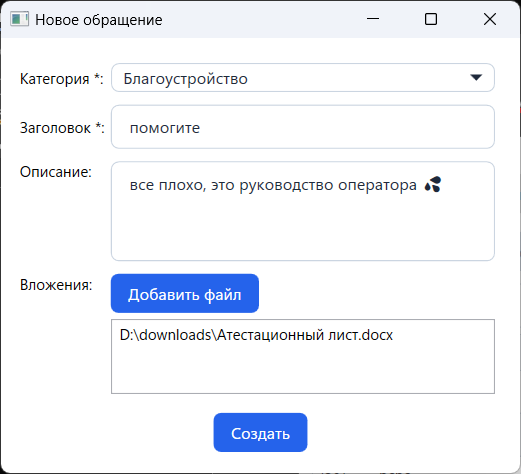 Новое обращение
Категория *: Благоустройство
Заголовок *: помогите
Описание: все плохо, это руководство оператора 💦
Вложения: Добавить файл
D:\downloads\Атестационный лист.docx
Создать